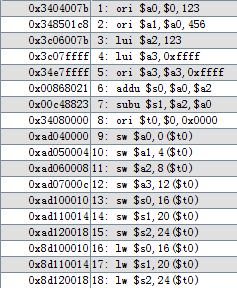 0x3404007b 1: ori $a0,$0,123
0x348501c8 2: ori $a1,$a0,456
0x3c06007b 3: lui $a2,123
0x3c07ffff 4: lui $a3,0xffff
0x34e7ffff 5: ori $a3,$a3,0xffff
0x00868021 6: addu $s0,$a0,$a2
0x00c48823 7: subu $s1,$a2,$a0
0x34080000 8: ori $t0,$0,0x0000
0xad040000 9: sw $a0,0($t0)
0xad050004 10: sw $a1,4($t0)
0xad060008 11: sw $a2,8($t0)
0xad07000c 12: sw $a3,12($t0)
0xad100010 13: sw $s0,16($t0)
0xad110014 14: sw $s1,20($t0)
0xad120018 15: sw $s2,24($t0)
0x8d100010 16: lw $s0,16($t0)
0x8d110014 17: lw $s1,20($t0)
0x8d120018 18: lw $s2,24($t0)